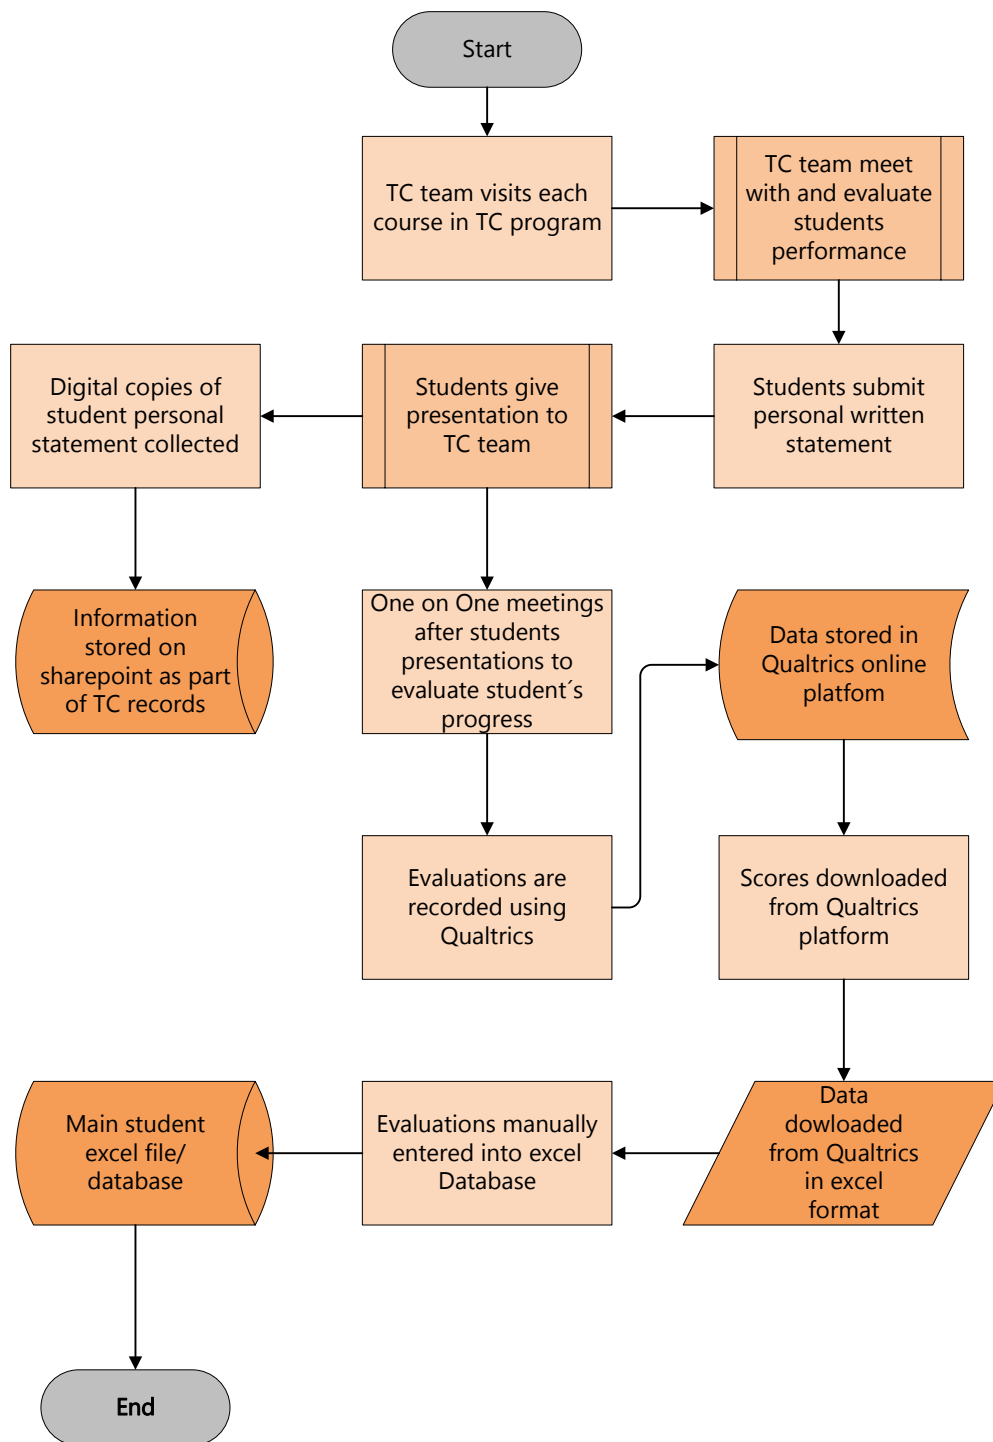 Start
TC team visits each
course in TC program
TC team meet
with and evaluate
students
performance
Digital copies of
student personal
statement collected
Students give
presentation to
TC team
Students submit
personal written
statement
Information
stored on
sharepoint as part
of TC records
One on One meetings
after students
presentations to
evaluate student´s
progress
Data stored in
Qualtrics online
platfom
Evaluations are
recorded using
Qualtrics
Scores downloaded
from Qualtrics
platform
Main student
excel file/
database
Evaluations manually
entered into excel
Database
Data
dowloaded
from Qualtrics
in excel
format
End